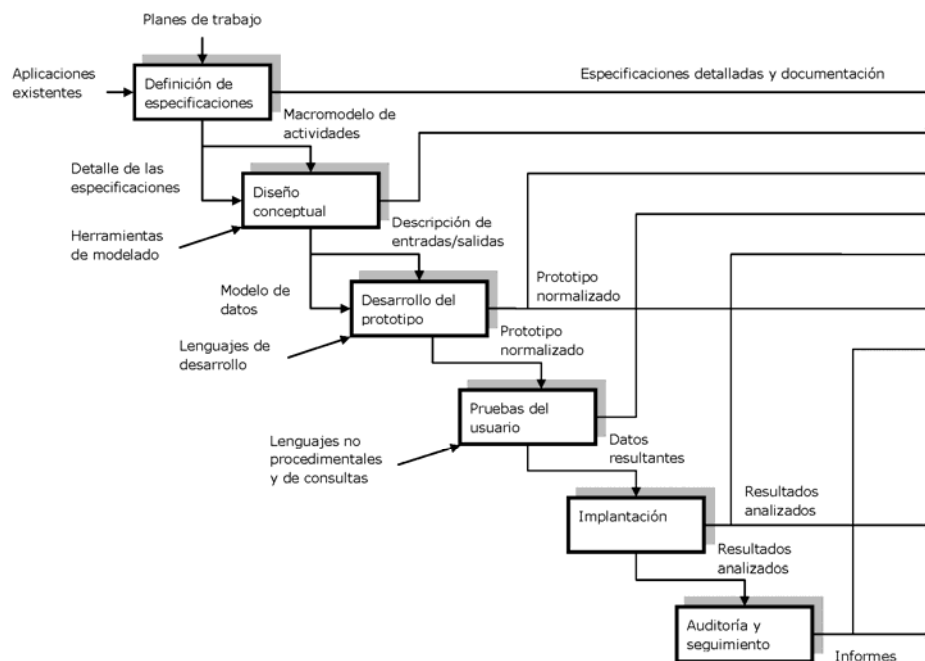 Planes de trabajo
Aplicaciones
existentes
Definición de
especificaciones
Especificaciones detalladas y documentación
Macromodelo de
actividades
Detalle de las
especificaciones
Diseño
conceptual
Herramientas
de modelado
Descripción de
entradas/salidas
Modelo de
datos
Desarrollo del
prototipo
Prototipo
normalizado
Lenguajes de
desarrollo
Prototipo
normalizado
Pruebas del
usuario
Lenguajes no
procedimentales
y de consultas
Datos
resultantes
Implantación
Resultados
analizados
Resultados
analizados
Auditoría y
seguimiento
Informes